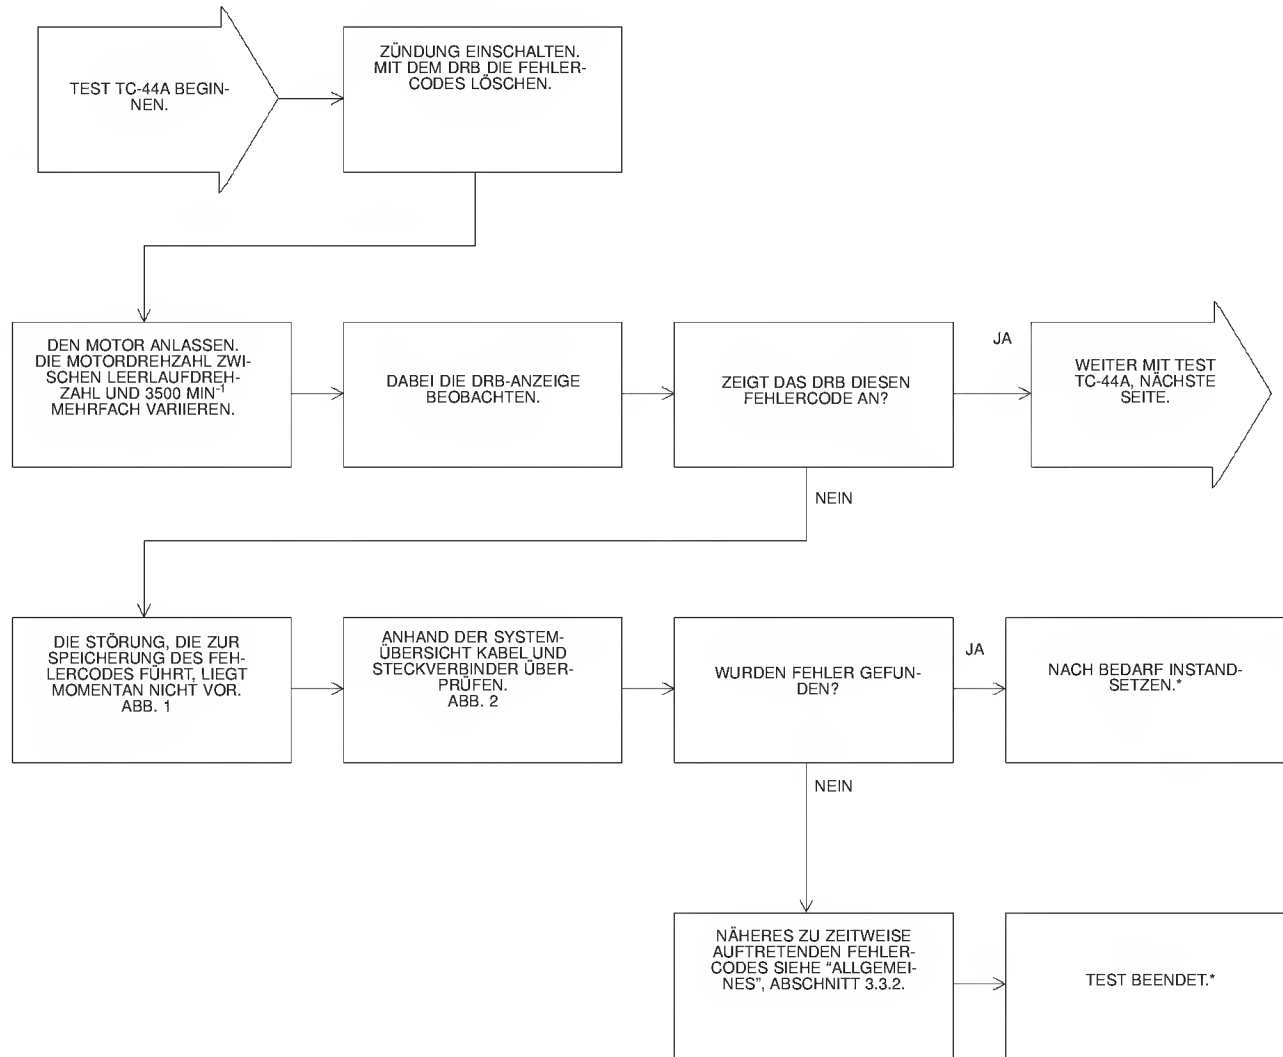 TEST TC-44A BEGIN-
NEN.
ZÜNDUNG EINSCHALTEN.
MIT DEM DRB DIE FEHLER-
CODES LÖSCHEN.
DEN MOTOR ANLASSEN.
DIE MOTORDREHZAHL ZWI-
SCHEN LEERLAUFDREH-
ZAHL UND 3500 MIN⁻¹
MEHRFACH VARIIEREN.
DABEI DIE DRB-ANZEIGE
BEOBACHTEN.
ZEIGT DAS DRB DIESEN
FEHLERCODE AN?
JA
WEITER MIT TEST
TC-44A, NÄCHSTE
SEITE.
NEIN
DIE STÖRUNG, DIE ZUR
SPEICHERUNG DES FEH-
LERCODES FÜHRT, LIEGT
MOMENTAN NICHT VOR.
ABB. 1
ANHAND DER SYSTEM-
ÜBERSICHT KABEL UND
STECKVERBINDER ÜBER-
PRÜFEN.
ABB. 2
WURDEN FEHLER GEFUN-
DEN?
JA
NACH BEDARF INSTAND-
SETZEN.*
NEIN
NÄHERES ZU ZEITWEISE
AUFTRETENDEN FEHLER-
CODES SIEHE “ALLGEMEI-
NES”, ABSCHNITT 3.3.2.
TEST BEENDET.*